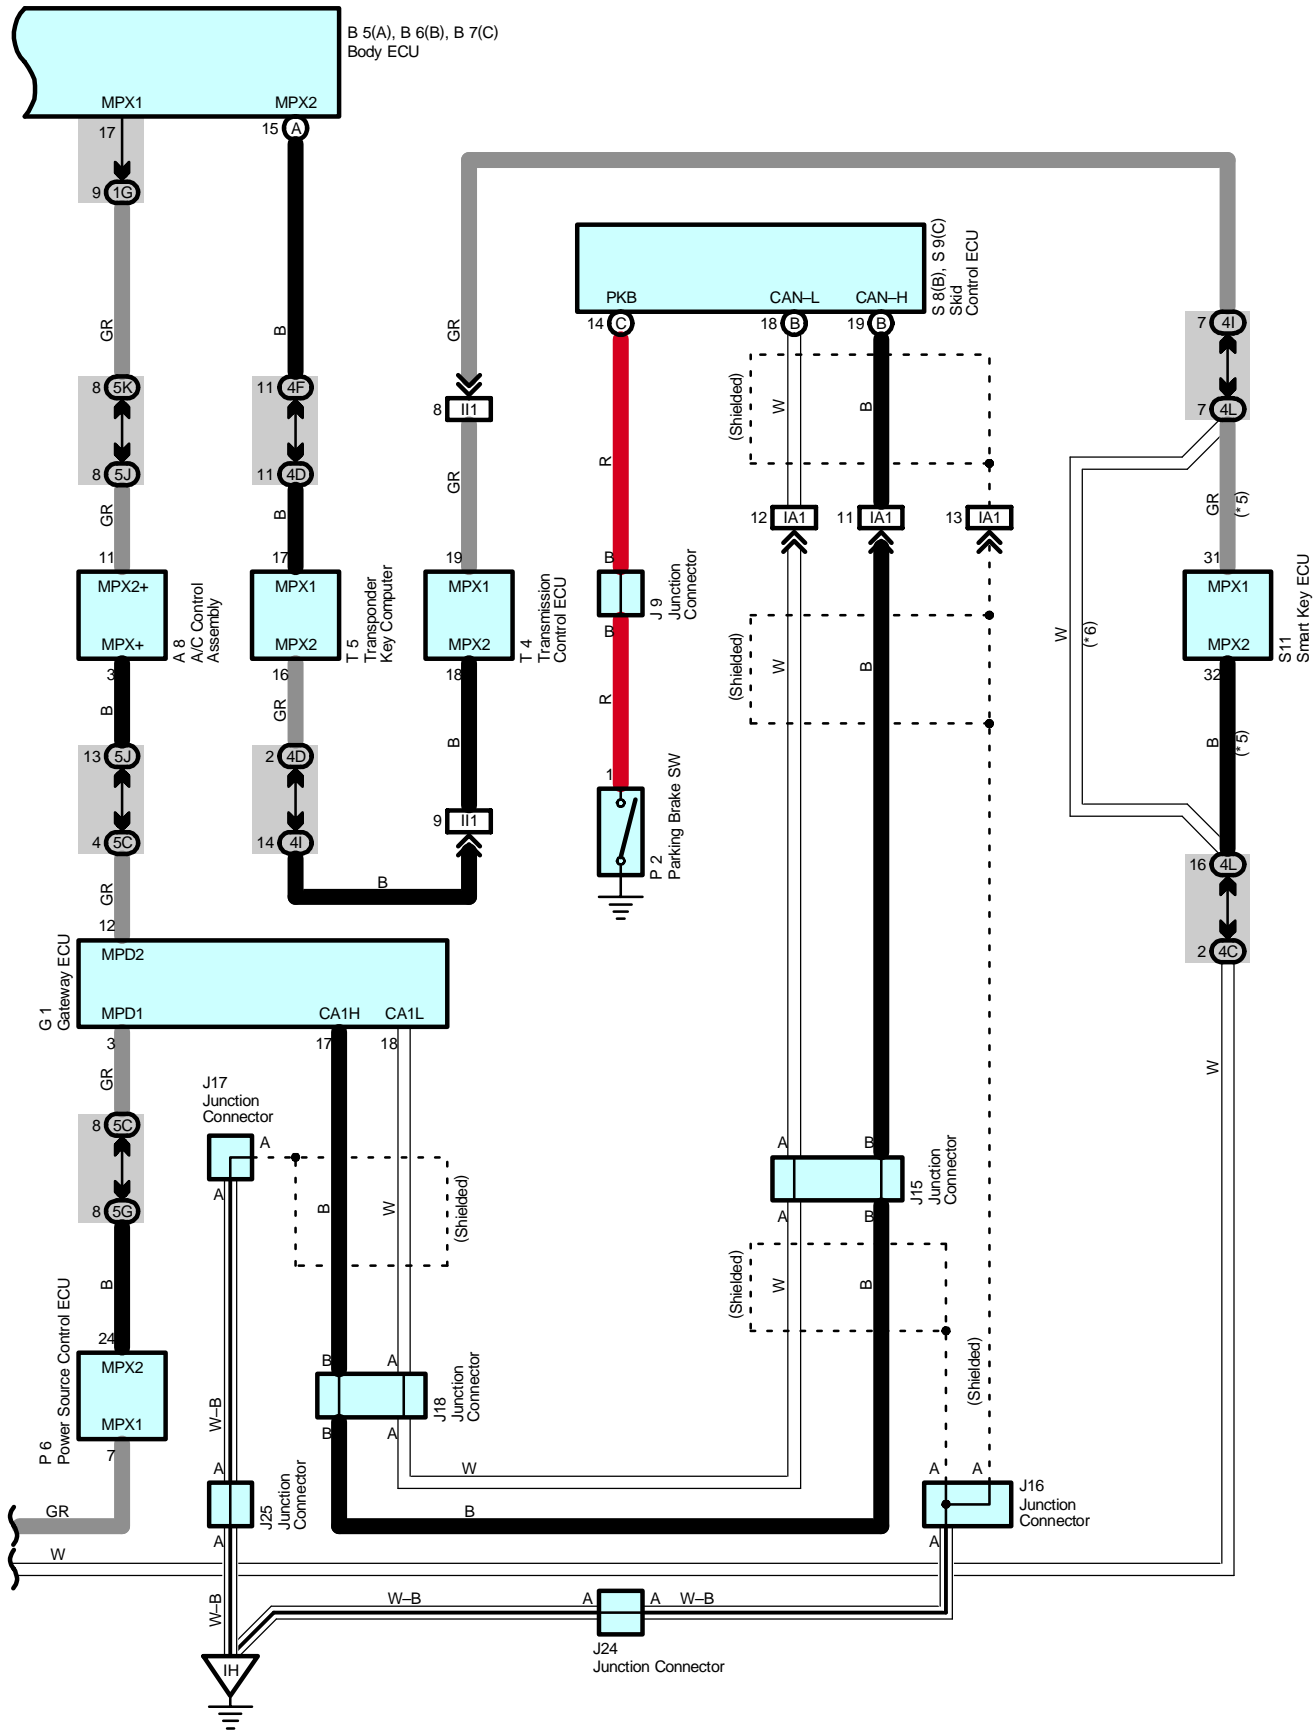 B 5(A), B 6(B), B 7(C)
Body ECU
MPX1
MPX2
17
15
A
9
1G
S 8(B), S 9(C)
Skid
Control ECU
PKB
CAN–L
CAN–H
14
C
18
B
19
B
7
4I
GR
B
GR
(Shielded)
W
B
8
5K
11
4F
8
II1
7
4L
8
5J
11
4D
GR
B
GR
R
12
IA1
11
IA1
13
IA1
GR
(* 5)
11
17
19
B
31
MPX2+
MPX+
A 8
A/C Control
Assembly
MPX1
MPX2
T 5
Transponder
Key Computer
MPX1
MPX2
T 4
Transmission
Control ECU
J 9
Junction
Connector
B
(Shielded)
W
B
W
(* 6)
MPX1
MPX2
S11
Smart Key ECU
3
16
18
32
B
GR
B
R
B
(* 5)
13
5J
2
4D
1
P 2
Parking Brake SW
9
II1
4
5C
14
4I
16
4L
GR
B
12
2
4C
G 1
Gateway ECU
MPD2
MPD1
CA1H
CA1L
3
17
18
GR
W
J17
Junction
Connector
8
5C
A
A
A
B
J15
Junction
Connector
8
5G
B
W
(Shielded)
A
B
B
(Shielded)
W
B
24
P 6
Power Source Control ECU
MPX2
MPX1
7
W–B
B
A
J18
Junction
Connector
B
A
(Shielded)
W
A
J25
Junction
Connector
A
A
A
J16
Junction
Connector
GR
B
A
A
W
W–B
W–B
A
A
W–B
J24
Junction Connector
IH